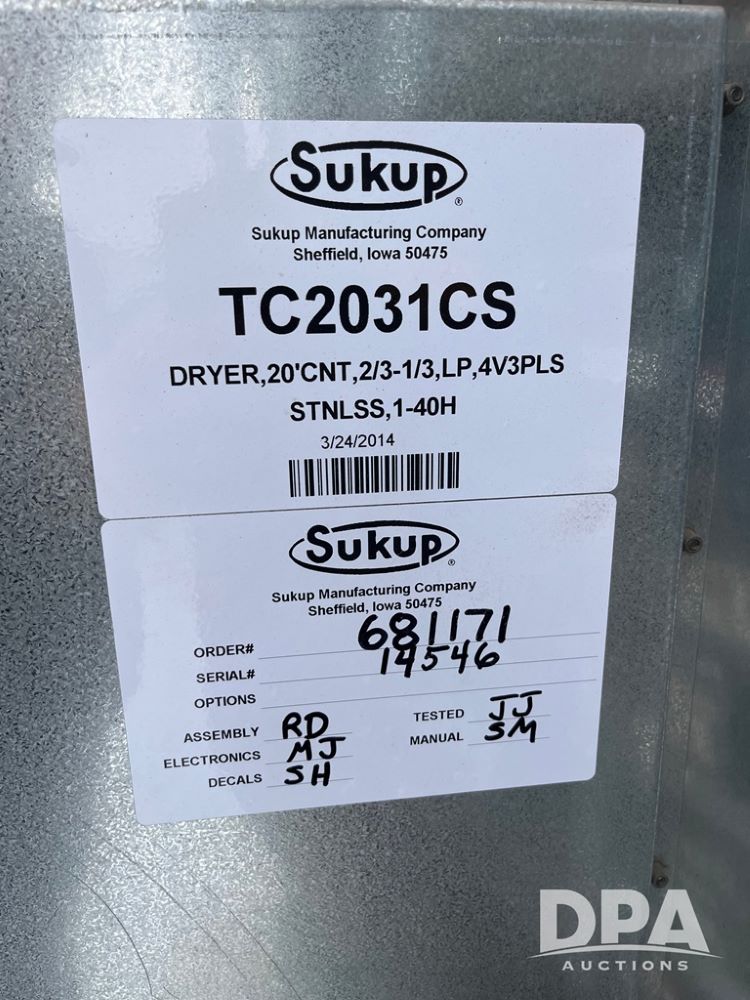 Sukup®
Sukup Manufacturing Company
Sheffield, Iowa 50475
TC2031CS
DRYER,20'CNT,2/3-1/3,LP,4V3PLS
STNLSS,1-40H
3/24/2014
Sukup®
Sukup Manufacturing Company
Sheffield, Iowa 50475
ORDER# 681171
SERIAL# 14546
OPTIONS
ASSEMBLY RD TESTED JJ
ELECTRONICS MJ MANUAL SM
DECALS SH
DPA
AUCTIONS